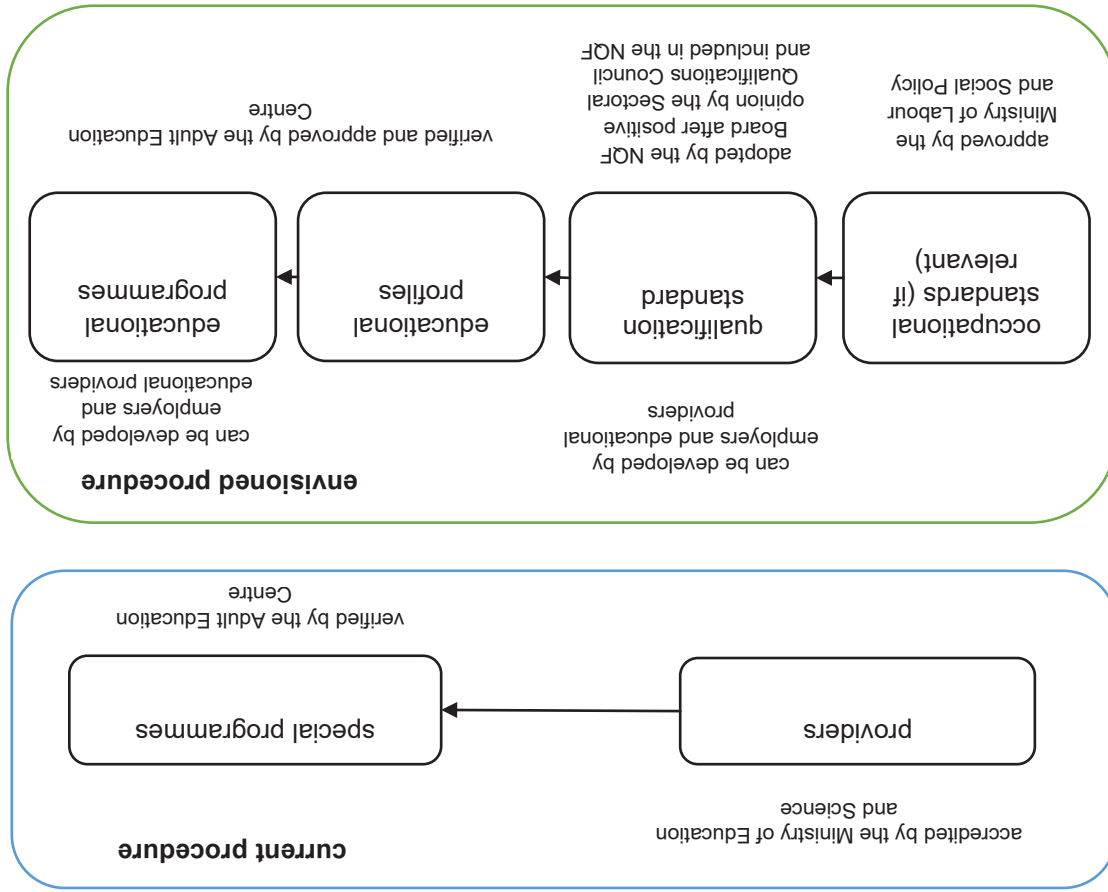 current procedure
accredited by the Ministry of Education
and Science
providers
special programmes
verified by the Adult Education
Centre
envisioned procedure
can be developed by
employers and educational
providers
can be developed by
employers and
educational providers
occupational
standards (if
relevant)
qualification
standard
educational
profiles
educational
programmes
approved by the
Ministry of Labour
and Social Policy
adopted by the NQF
Board after positive
opinion by the Sectoral
Qualifications Council
and included in the NQF
verified and approved by the Adult Education
Centre